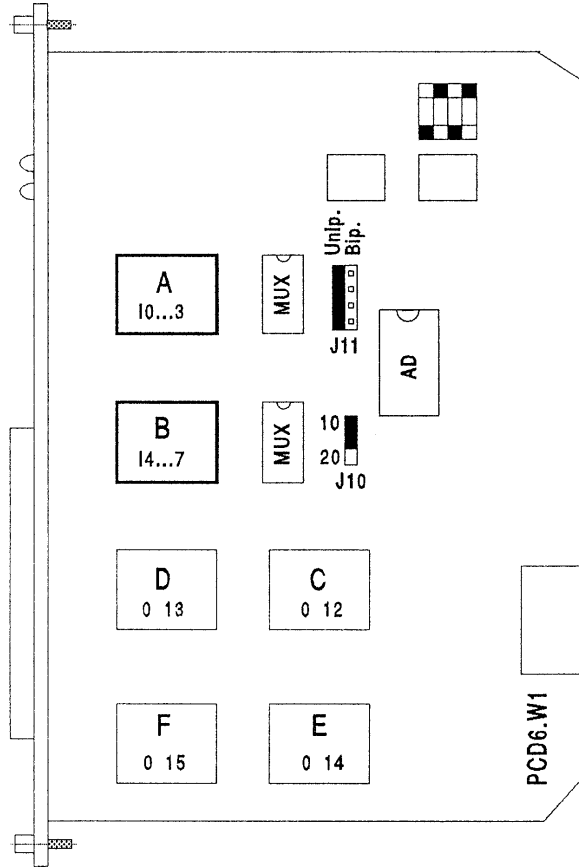 Unip.
Bip.
A
I0...3
MUX
J11
AD
B
I4...7
MUX
10
20
J10
D
0 13
C
0 12
F
0 15
E
0 14
PCD6.W1